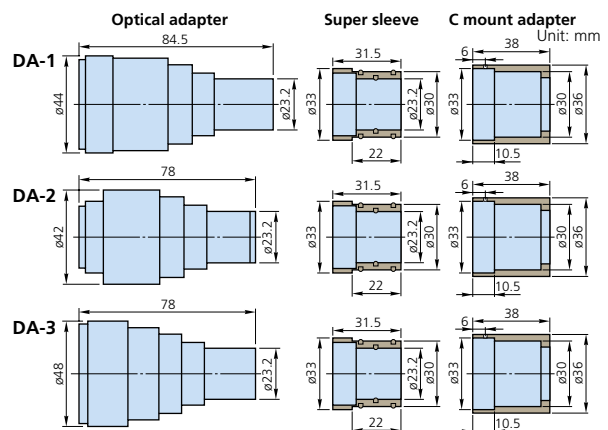 Optical adapter Super sleeve C mount adapter
Unit: mm
DA-1
84.5
ø44
ø23.2
31.5
ø33
ø23.2
ø30
22
38
6
ø33
ø30
ø36
10.5
DA-2
78
ø42
ø23.2
31.5
ø33
ø23.2
ø30
22
38
6
ø33
ø30
ø36
10.5
DA-3
78
ø48
ø23.2
31.5
ø33
ø23.2
ø30
22
38
6
ø33
ø30
ø36
10.5